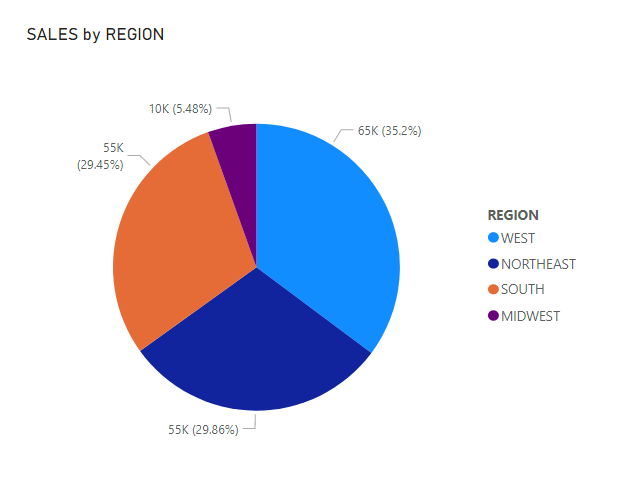 SALES by REGION
10K (5.48%)
65K (35.2%)
55K
(29.45%)
55K (29.86%)
REGION
WEST
NORTHEAST
SOUTH
MIDWEST